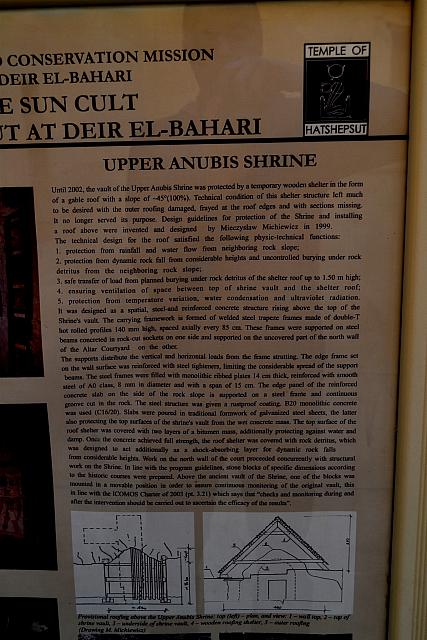 CONSERVATION MISSION
DEIR EL-BAHARI
E SUN CULT
UT AT DEIR EL-BAHARI
TEMPLE OF
HATSHEPSUT
UPPER ANUBIS SHRINE
Until 2002, the vault of the Upper Anubis Shrine was protected by a temporary wooden shelter in the form
of a gable roof with a slope of ~45°(100%). Technical condition of this shelter structure left much
to be desired with the outer roofing damaged, frayed at the roof edges and with sections missing.
It no longer served its purpose. Design guidelines for protection of the Shrine and installing
a roof above were invented and designed by Mieczysław Michiewicz in 1999.
The technical design for the roof satisfied the following physic-technical functions:
1. protection from rainfall and water flow from neighboring rock slope;
2. protection from dynamic rock fall from considerable heights and uncontrolled burying under rock
detritus from the neighboring rock slope;
3. safe transfer of load from planned burying under rock detritus of the shelter roof up to 1.50 m high;
4. ensuring ventilation of space between top of shrine vault and the shelter roof;
5. protection from temperature variation, water condensation and ultraviolet radiation.
It was designed as a spatial, steel-and reinforced concrete structure rising above the top of the
Shrine's vault. The carrying framework is formed of welded steel trapeze frames made of double-T
hot rolled profiles 140 mm high, spaced axially every 85 cm. These frames were supported on steel
beams concreted in rock-cut sockets on one side and supported on the uncovered part of the north wall
of the Altar Courtyard on the other.
The supports distribute the vertical and horizontal loads from the frame strutting. The edge frame set
on the wall surface was reinforced with steel tighteners, limiting the considerable spread of the support
beams. The steel frames were filled with monolithic ribbed plates 14 cm thick, reinforced with smooth
steel of A0 class, 8 mm in diameter and with a span of 15 cm. The edge panel of the reinforced
concrete slab on the side of the rock slope is supported on a steel frame and continuous
groove cut in the rock. The steel structure was given a rustproof coating. B20 monolithic concrete
was used (C16/20). Slabs were poured in traditional formwork of galvanized steel sheets, the latter
also protecting the top surfaces of the shrine's vault from the wet concrete mass. The top surface of the
roof shelter was covered with two layers of a bitumen mass, additionally protecting against water and
damp. Once the concrete achieved full strength, the roof shelter was covered with rock detritus, which
was designed to act additionally as a shock-absorbing layer for dynamic rock falls
from considerable heights. Work on the north wall of the court proceeded concurrently with structural
work on the Shrine. In line with the program guidelines, stone blocks of specific dimensions according
to the historic courses were prepared. Above the ancient vault of the Shrine, one of the blocks was
mounted in a movable position in order to assure continuous monitoring of the original vault, this
in line with the ICOMOS Charter of 2003 (pt. 3.21) which says that "checks and monitoring during and
after the intervention should be carried out to ascertain the efficacy of the results".
Provisional roofing above the Upper Anubis Shrine: top (left) – plan, and view: 1 – wall top, 2 – top of
shrine vault, 3 – underside of shrine vault, 4 – wooden roofing shelter, 5 – outer roofing
(Drawing M. Michiewicz)